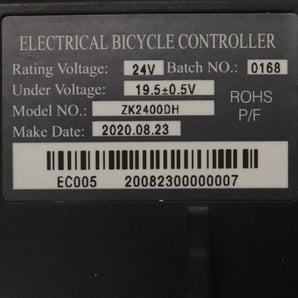 ELECTRICAL BICYCLE CONTROLLER
Rating Voltage: 24V Batch NO.: 0168
Under Voltage: 19.5±0.5V
Model NO.: ZK2400DH
ROHS
Make Date: 2020.08.23
P/F
EC005 20082300000007